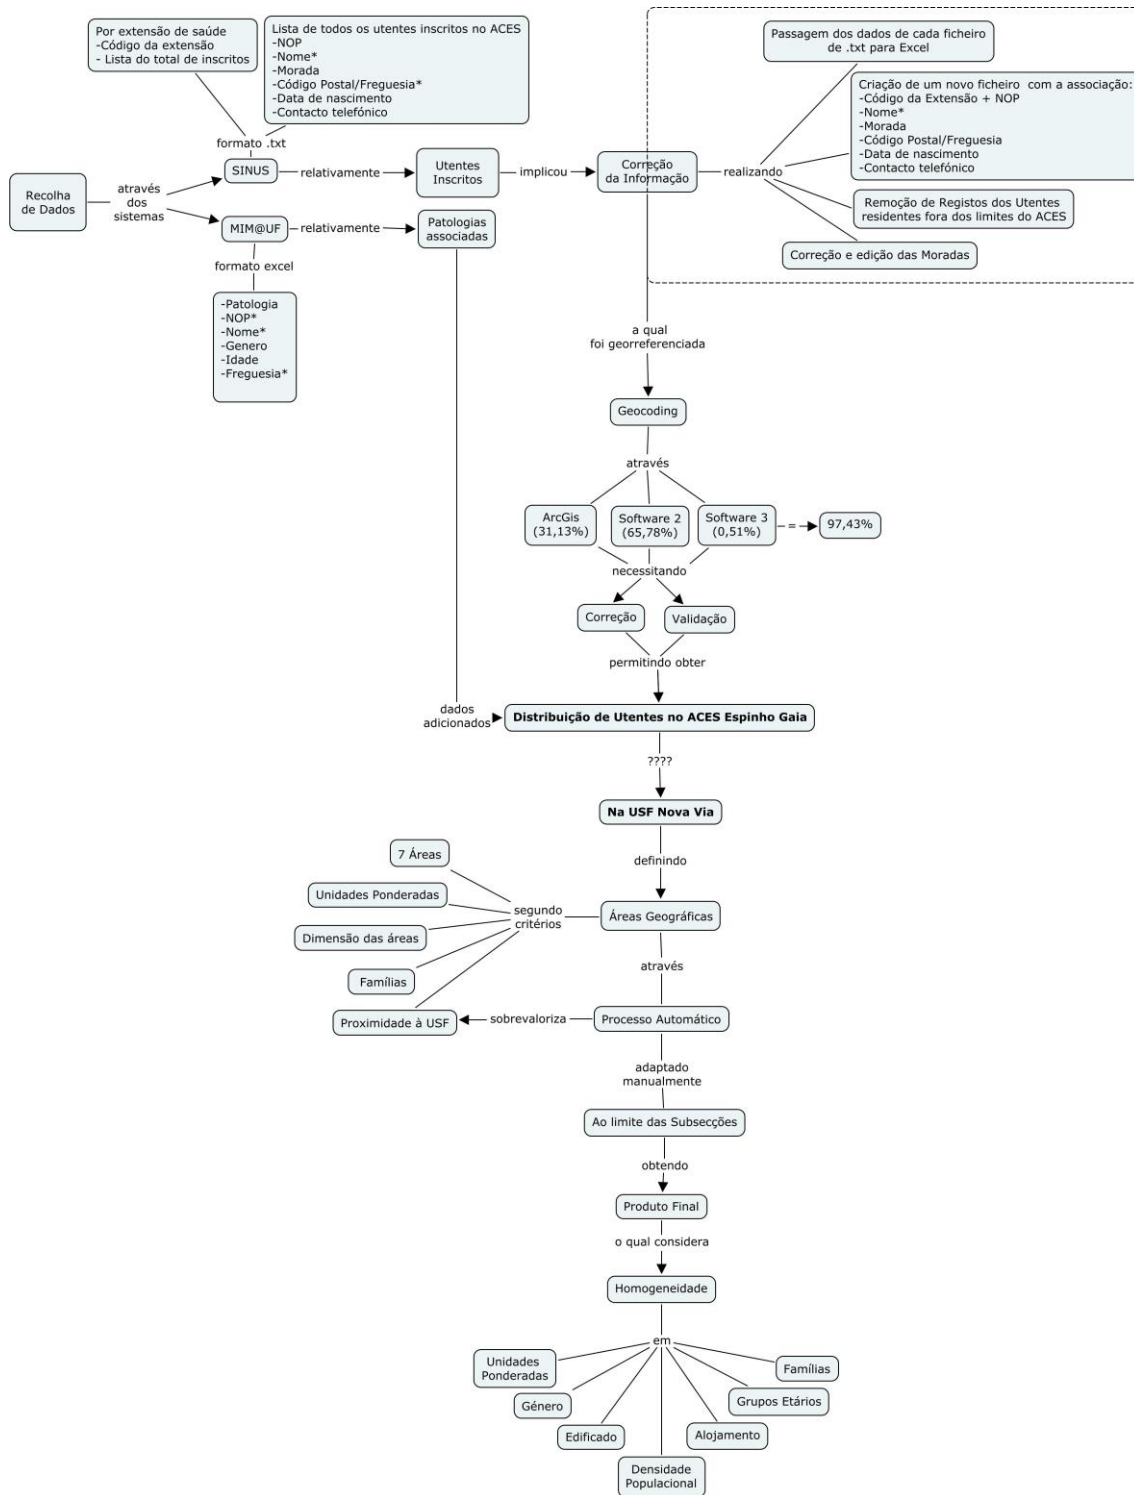 Por extensão de saúde
-Código da extensão
- Lista do total de inscritos
Lista de todos os utentes inscritos no ACES
-NOP
-Nome*
-Morada
-Código Postal/Freguesia*
-Data de nascimento
-Contacto telefónico
Passagem dos dados de cada ficheiro
de .txt para Excel
Criação de um novo ficheiro com a associação:
-Código da Extensão + NOP
-Nome*
-Morada
-Código Postal/Freguesia
-Data de nascimento
-Contacto telefónico
formato .txt
Recolha
de Dados
através
dos
sistemas
SINUS
relativamente
Utentes
Inscritos
implicou
Correção
da Informação
realizando
Remoção de Registos dos Utentes
residentes fora dos limites do ACES
Correção e edição das Moradas
MIM@UF
relativamente
Patologias
associadas
formato excel
-Patologia
-NOP*
-Nome*
-Genero
-Idade
-Freguesia*
a qual
foi georreferenciada
Geocoding
através
ArcGis
(31,13%)
Software 2
(65,78%)
Software 3
(0,51%)
=
97,43%
necessitando
Correção
Validação
permitindo obter
dados
adicionados
Distribuição de Utentes no ACES Espinho Gaia
????
Na USF Nova Via
definindo
7 Áreas
Unidades Ponderadas
Dimensão das áreas
Famílias
Proximidade à USF
segundo
critérios
Áreas Geográficas
através
sobrevaloriza
Processo Automático
adaptado
manualmente
Ao limite das Subsecções
obtendo
Produto Final
o qual considera
Homogeneidade
em
Unidades
Ponderadas
Género
Edificado
Densidade
Populacional
Alojamento
Grupos Etários
Famílias